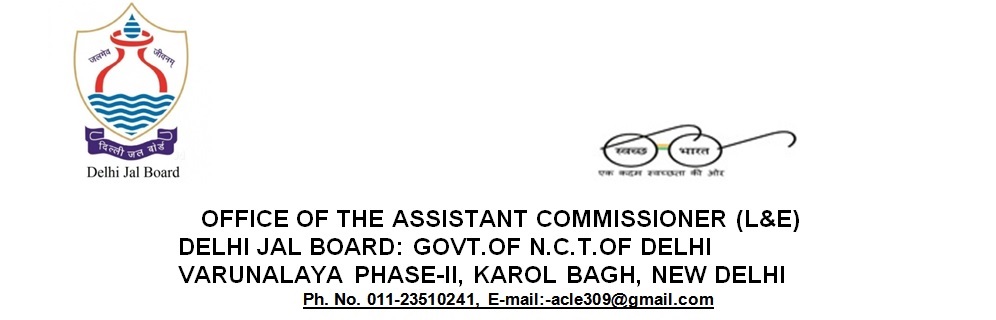 जलमेव जीवनम्
दिल्ली जल बोर्ड
Delhi Jal Board
स्वच्छ भारत
एक कदम स्वच्छता की ओर
OFFICE OF THE ASSISTANT COMMISSIONER (L&E)
DELHI JAL BOARD: GOVT.OF N.C.T.OF DELHI
VARUNALAYA PHASE-II, KAROL BAGH, NEW DELHI
Ph. No. 011-23510241, E-mail:-acle309@gmail.com